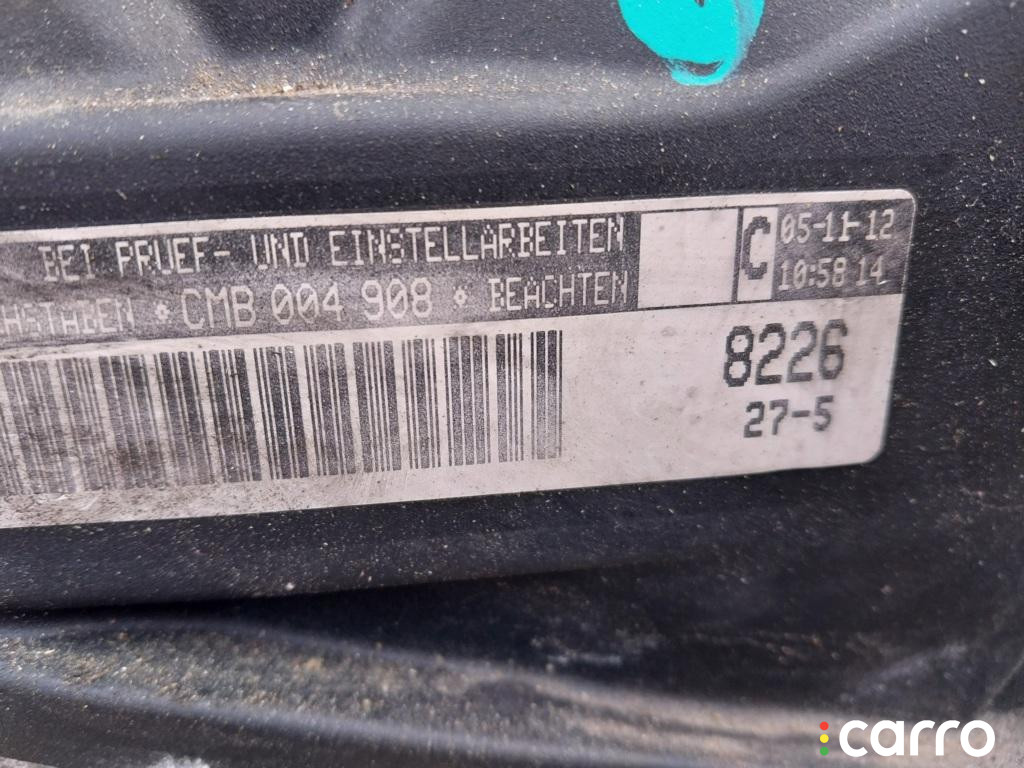 BEI PRUEF- UND EINSTELLARBEITEN
CMB 004 908 * BEACHTEN
C
05-11-12
10:58 14
8226
27-5
carro